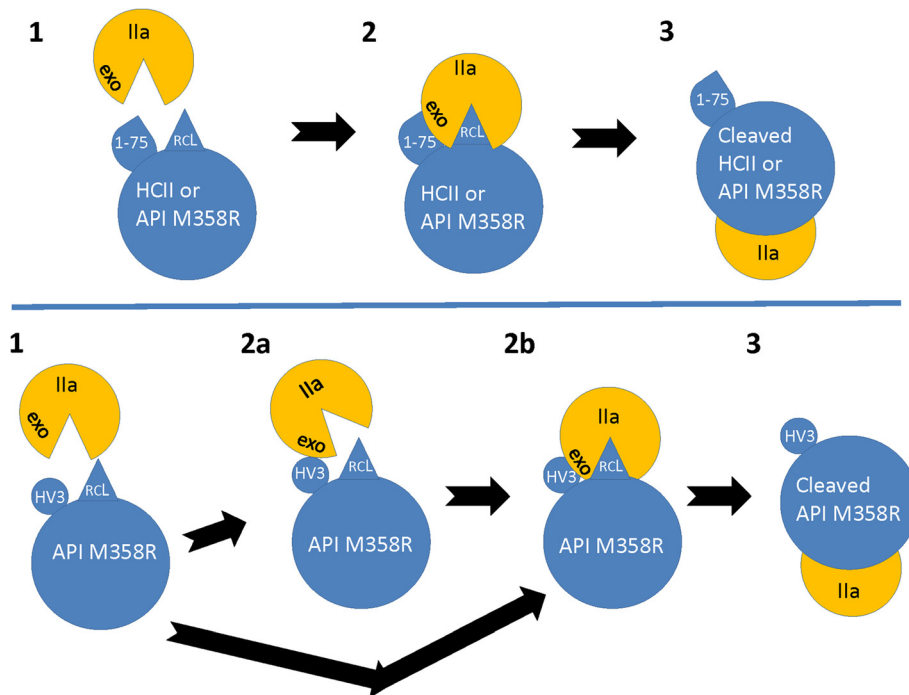 1
IIa
exo
1-75
RCL
HCII or
API M358R
2
IIa
exo
1-75
RCL
HCII or
API M358R
3
1-75
Cleaved
HCII or
API M358R
IIa
1
IIa
exo
HV3
RCL
API M358R
2a
IIa
exo
HV3
RCL
API M358R
2b
IIa
exo
HV3
RCL
API M358R
3
HV3
Cleaved
API M358R
IIa